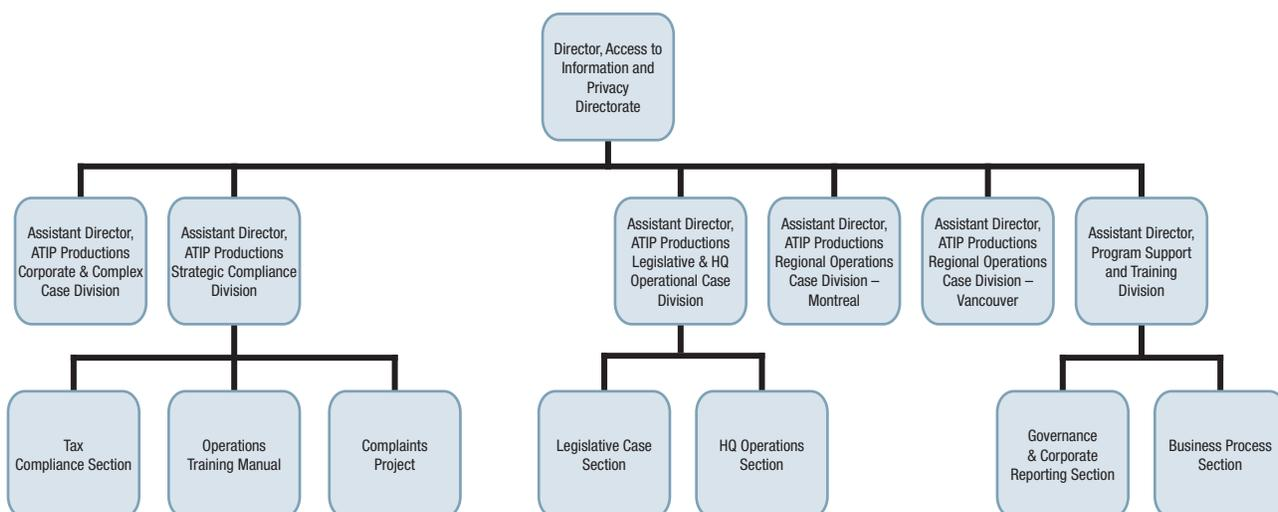 Director, Access to
Information and
Privacy
Directorate
Assistant Director,
ATIP Productions
Corporate & Complex
Case Division
Assistant Director,
ATIP Productions
Strategic Compliance
Division
Assistant Director,
ATIP Productions
Legislative & HQ
Operational Case
Division
Assistant Director,
ATIP Productions
Regional Operations
Case Division –
Montreal
Assistant Director,
ATIP Productions
Regional Operations
Case Division –
Vancouver
Assistant Director,
Program Support
and Training
Division
Tax
Compliance Section
Operations
Training Manual
Complaints
Project
Legislative Case
Section
HQ Operations
Section
Governance
& Corporate
Reporting Section
Business Process
Section